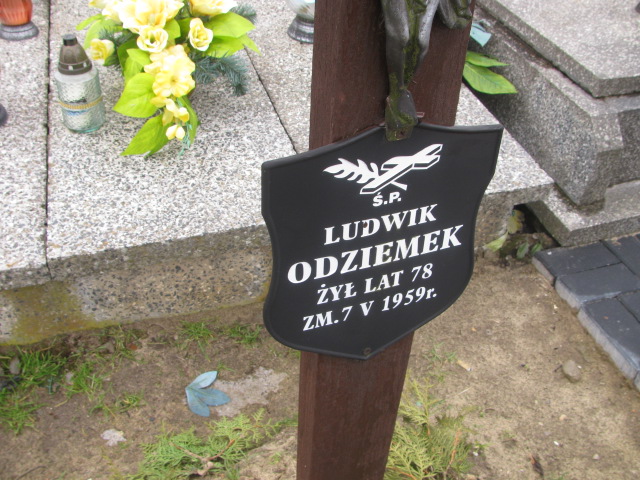 Ś.P.
LUDWIK
ODZIEMEK
ŻYŁ LAT 78
ZM. 7 V 1959r.